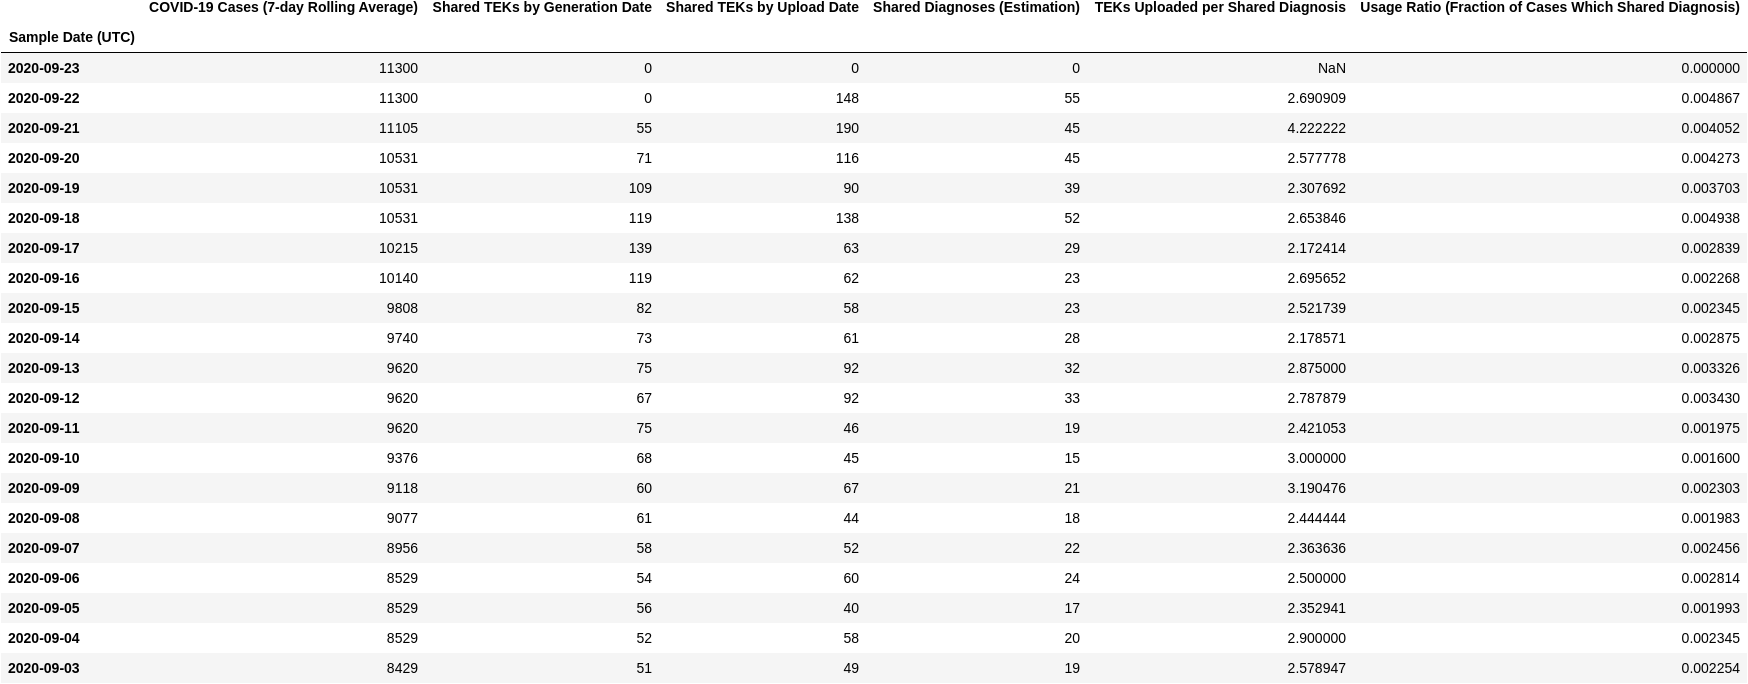 COVID-19 Cases (7-day Rolling Average) Shared TEKs by Generation Date Shared TEKs by Upload Date Shared Diagnoses (Estimation) TEKs Uploaded per Shared Diagnosis Usage Ratio (Fraction of Cases Which Shared Diagnosis)
Sample Date (UTC)
2020-09-23 11300 0 0 0 NaN 0.000000
2020-09-22 11300 0 148 55 2.690909 0.004867
2020-09-21 11105 55 190 45 4.222222 0.004052
2020-09-20 10531 71 116 45 2.577778 0.004273
2020-09-19 10531 109 90 39 2.307692 0.003703
2020-09-18 10531 119 138 52 2.653846 0.004938
2020-09-17 10215 139 63 29 2.172414 0.002839
2020-09-16 10140 119 62 23 2.695652 0.002268
2020-09-15 9808 82 58 23 2.521739 0.002345
2020-09-14 9740 73 61 28 2.178571 0.002875
2020-09-13 9620 75 92 32 2.875000 0.003326
2020-09-12 9620 67 92 33 2.787879 0.003430
2020-09-11 9620 75 46 19 2.421053 0.001975
2020-09-10 9376 68 45 15 3.000000 0.001600
2020-09-09 9118 60 67 21 3.190476 0.002303
2020-09-08 9077 61 44 18 2.444444 0.001983
2020-09-07 8956 58 52 22 2.363636 0.002456
2020-09-06 8529 54 60 24 2.500000 0.002814
2020-09-05 8529 56 40 17 2.352941 0.001993
2020-09-04 8529 52 58 20 2.900000 0.002345
2020-09-03 8429 51 49 19 2.578947 0.002254